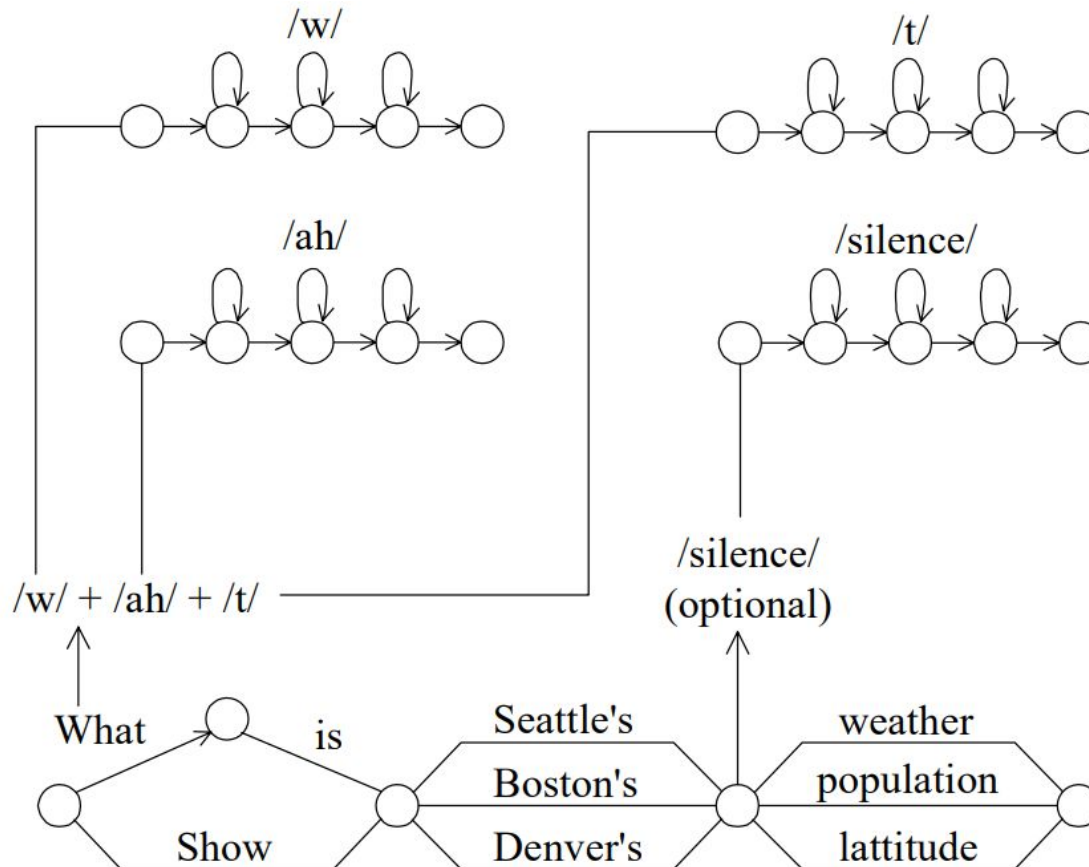 /w/
/t/
/ah/
/silence/
/silence/
(optional)
/w/ + /ah/ + /t/
What
is
Seattle's
weather
Boston's
population
Show
Denver's
lattitude